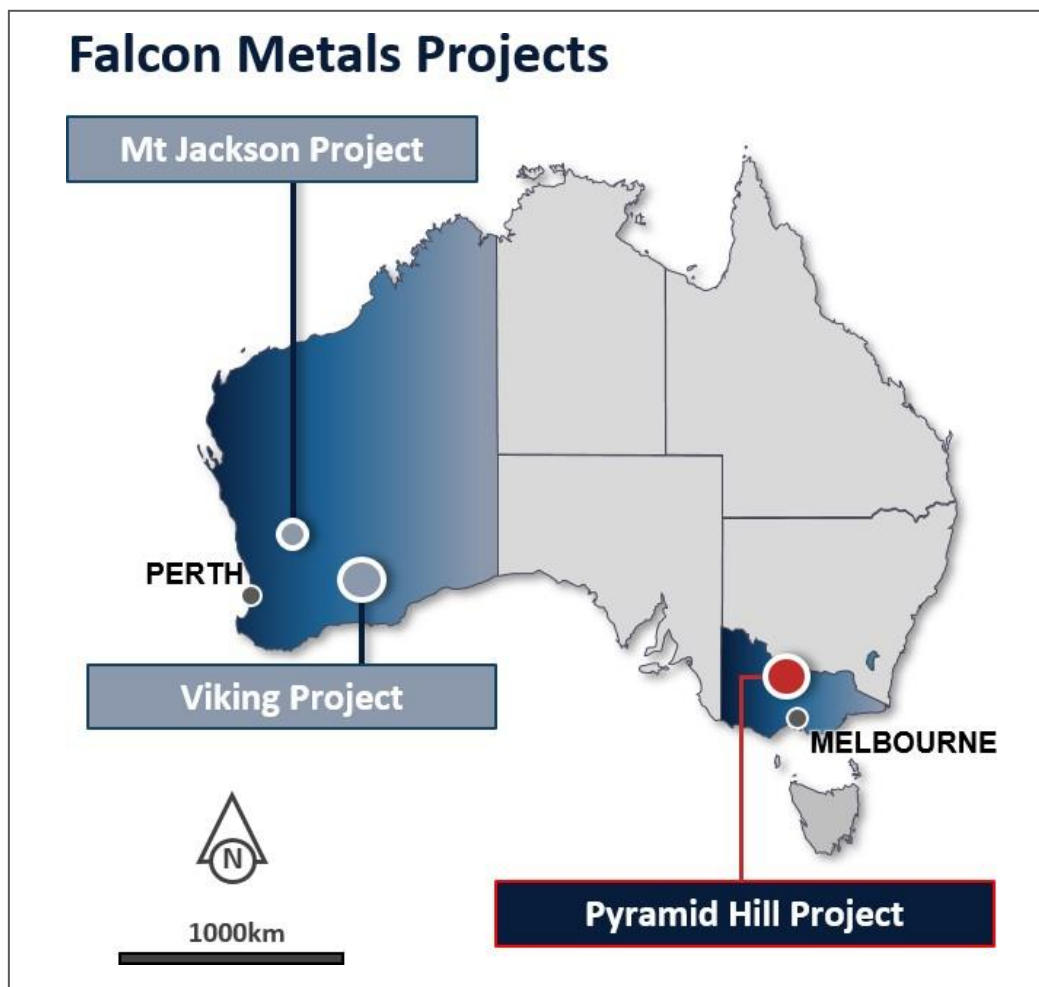 Falcon Metals Projects
Mt Jackson Project
PERTH
Viking Project
MELBOURNE
N
1000km
Pyramid Hill Project